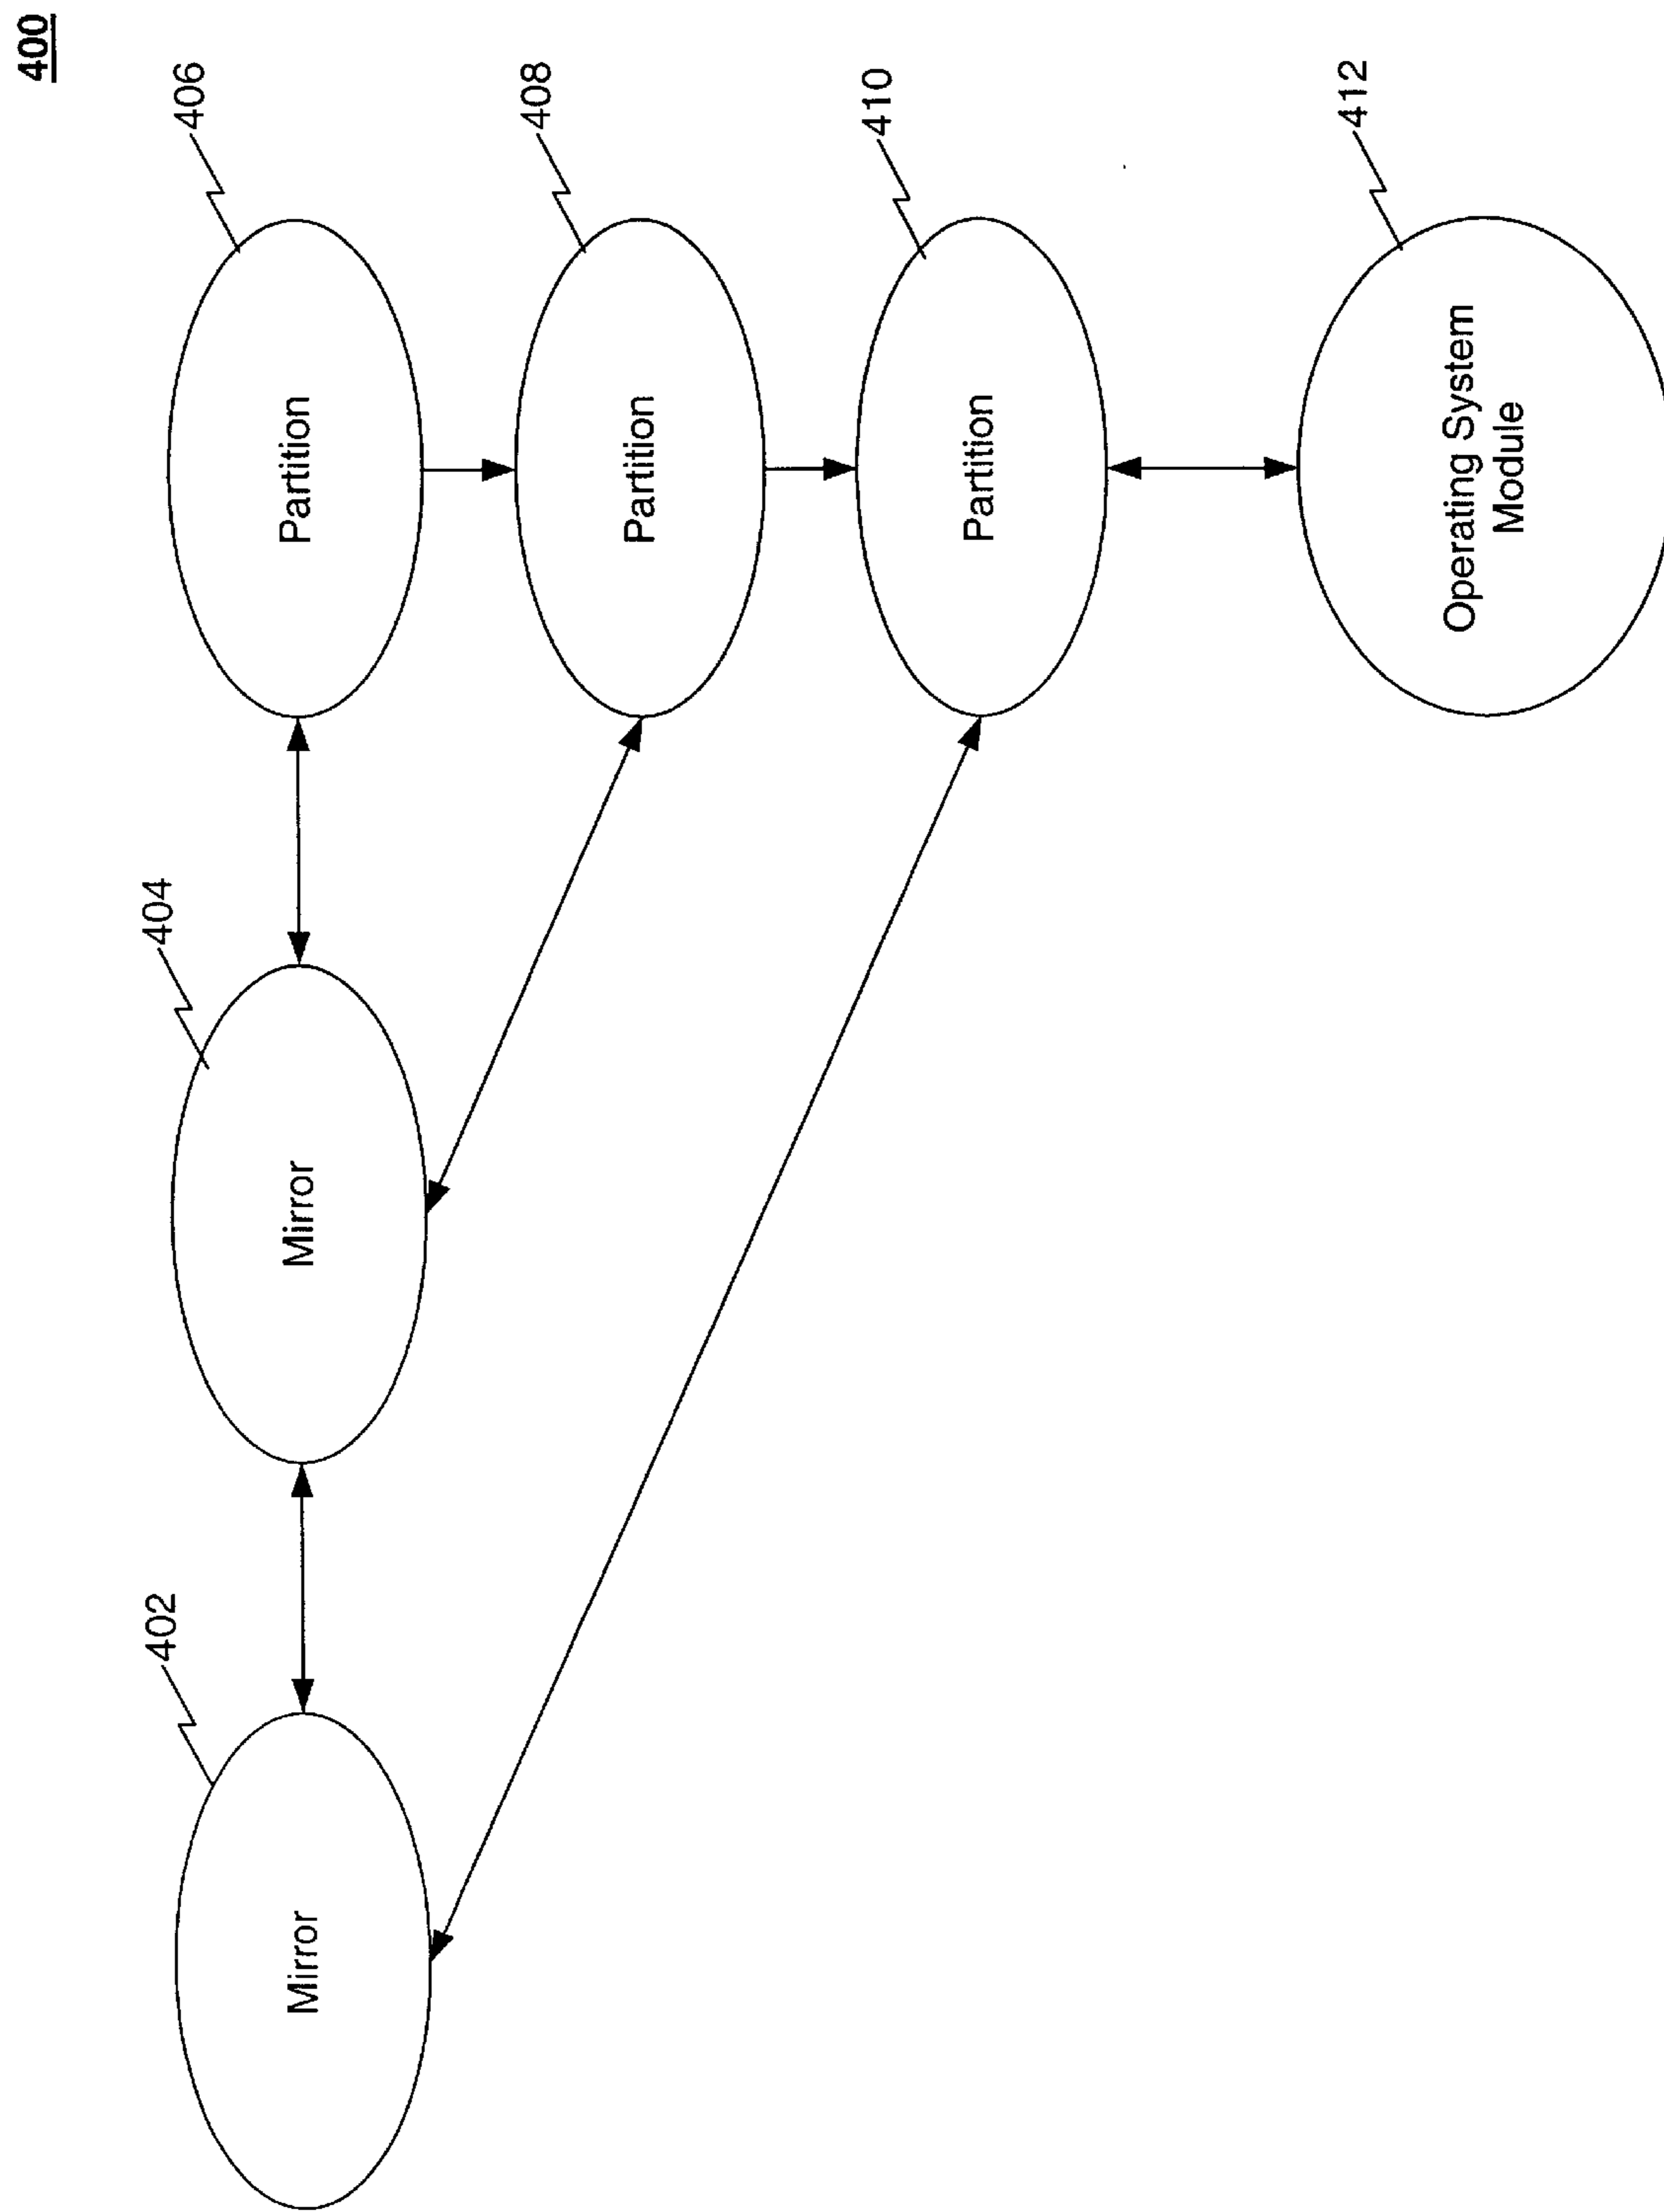 400
402
Mirror
404
Mirror
406
Partition
408
Partition
410
Partition
412
Operating System
Module